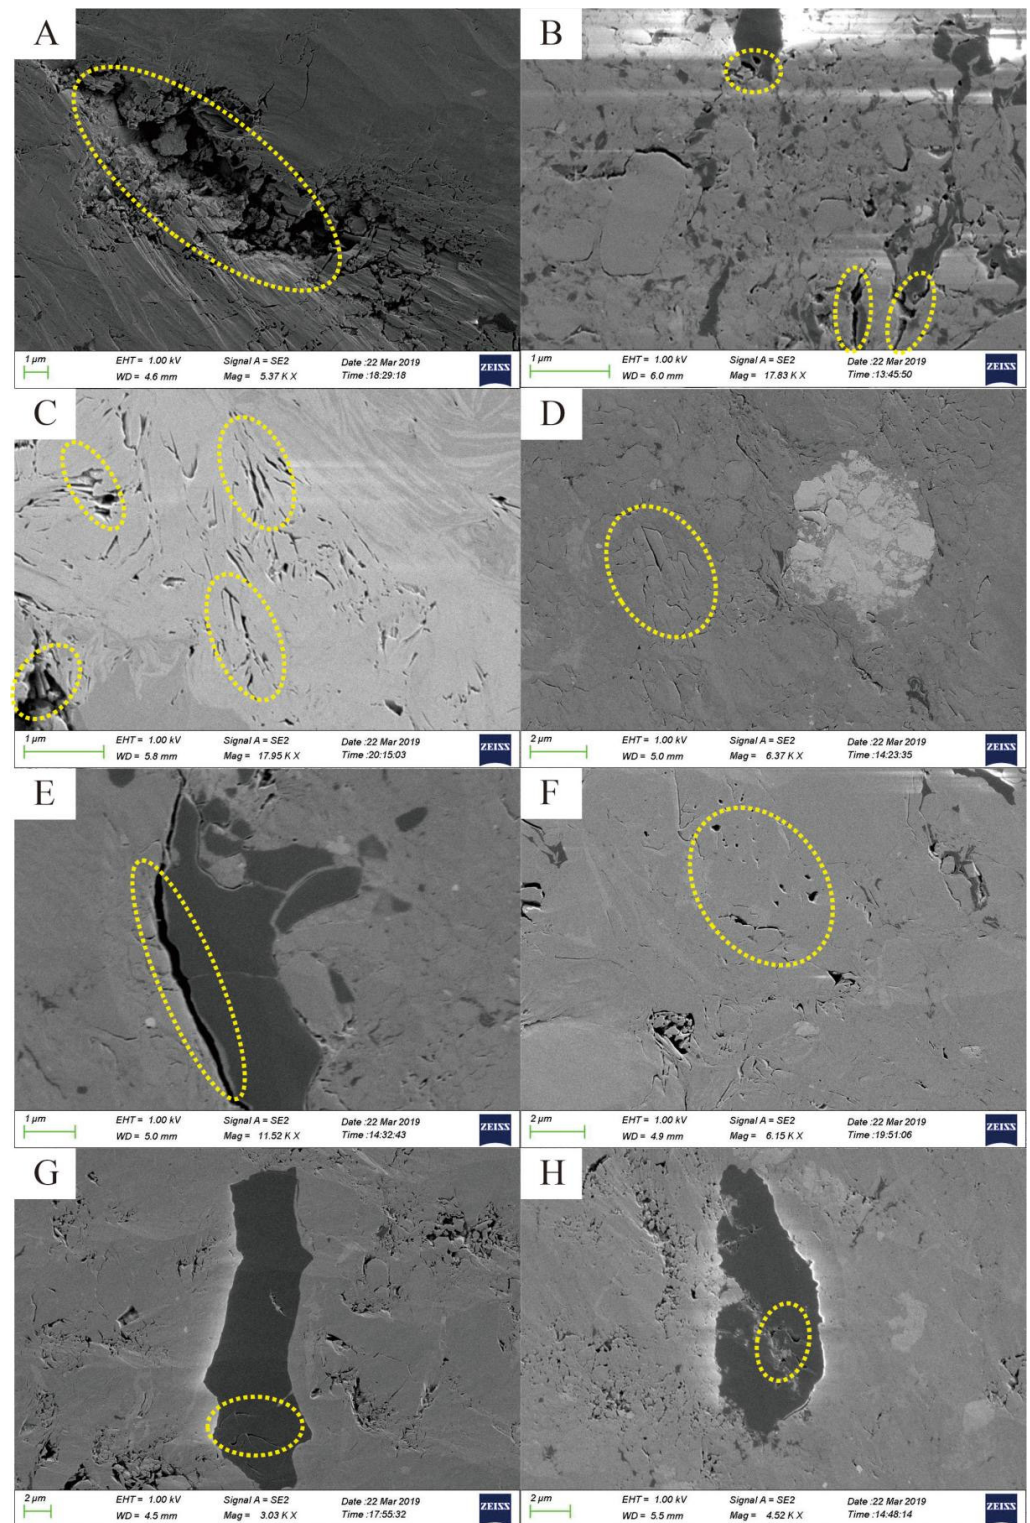 A
B
1 µm EHT = 1.00 kV Signal A = SE2 Date :22 Mar 2019 ZEISS
WD = 4.6 mm Mag = 5.37 K X Time :18:29:18
1 µm EHT = 1.00 kV Signal A = SE2 Date :22 Mar 2019 ZEISS
WD = 6.0 mm Mag = 17.83 K X Time :13:45:50
C
D
1 µm EHT = 1.00 kV Signal A = SE2 Date :22 Mar 2019 ZEISS
WD = 5.8 mm Mag = 17.95 K X Time :20:15:03
2 µm EHT = 1.00 kV Signal A = SE2 Date :22 Mar 2019 ZEISS
WD = 5.0 mm Mag = 6.37 K X Time :14:23:35
E
F
1 µm EHT = 1.00 kV Signal A = SE2 Date :22 Mar 2019 ZEISS
WD = 5.0 mm Mag = 11.52 K X Time :14:32:43
2 µm EHT = 1.00 kV Signal A = SE2 Date :22 Mar 2019 ZEISS
WD = 4.9 mm Mag = 6.15 K X Time :19:51:06
G
H
2 µm EHT = 1.00 kV Signal A = SE2 Date :22 Mar 2019 ZEISS
WD = 4.5 mm Mag = 3.03 K X Time :17:55:32
2 µm EHT = 1.00 kV Signal A = SE2 Date :22 Mar 2019 ZEISS
WD = 5.5 mm Mag = 4.52 K X Time :14:48:14